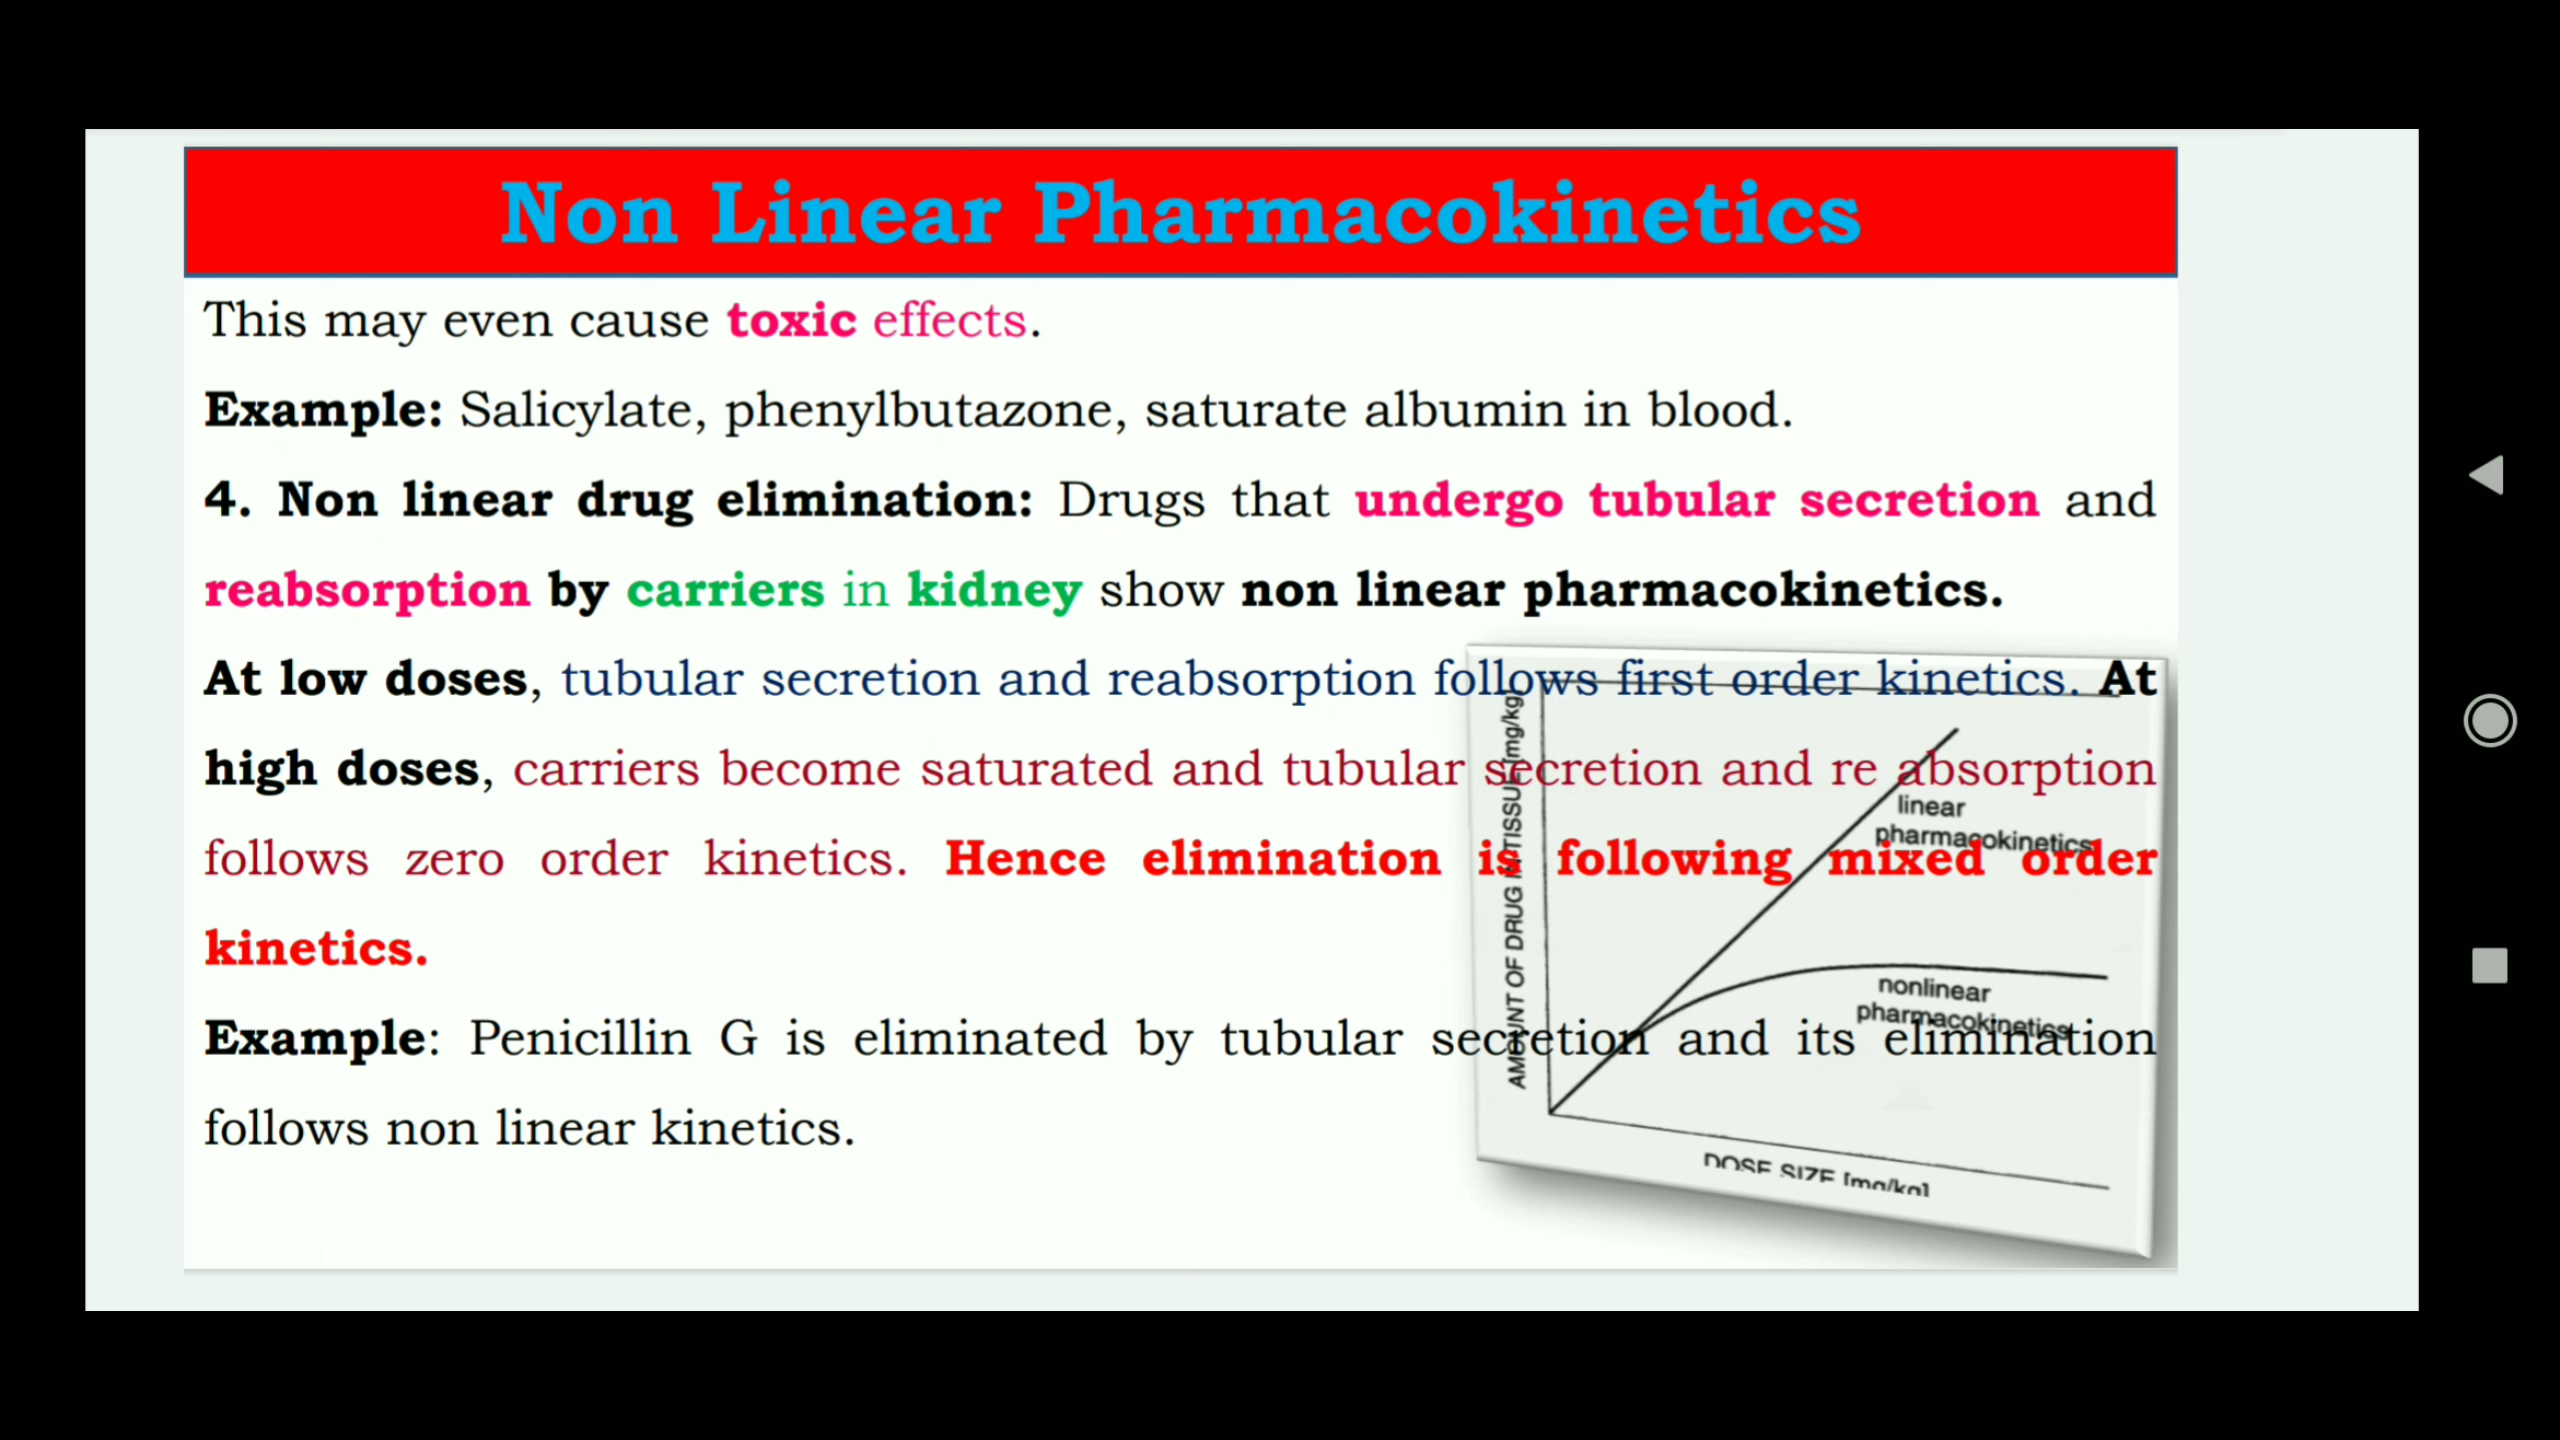 Non Linear Pharmacokinetics
This may even cause toxic effects.
Example: Salicylate, phenylbutazone, saturate albumin in blood.
4. Non linear drug elimination: Drugs that undergo tubular secretion and
reabsorption by carriers in kidney show non linear pharmacokinetics.
At low doses, tubular secretion and reabsorption follows first order kinetics. At
high doses, carriers become saturated and tubular secretion and re absorption
follows zero order kinetics. Hence elimination is following mixed order
kinetics.
Example: Penicillin G is eliminated by tubular secretion and its elimination
follows non linear kinetics.
AMOUNT OF DRUG IN TISSUE [mg/kg]
linear
pharmacokinetics
nonlinear
pharmacokinetics
DOSE SIZE [mg/kg]